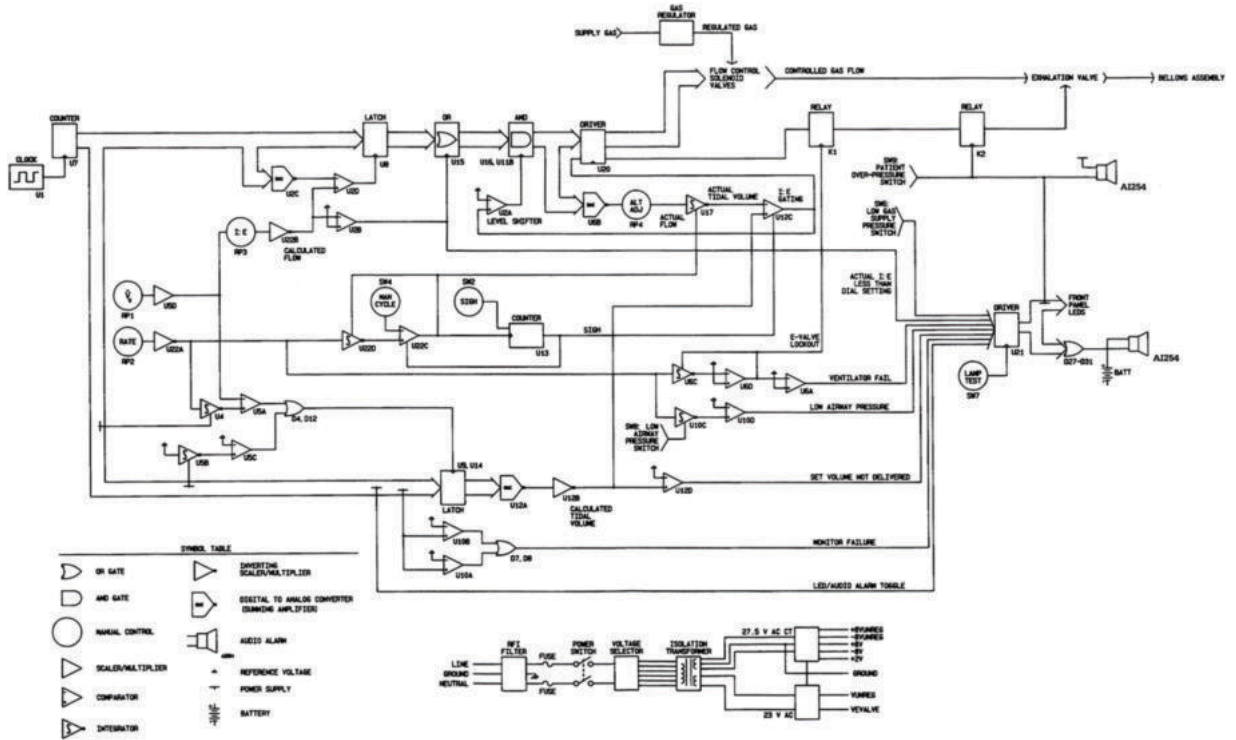 GAS REGULATOR
SUPPLY GAS
REGULATED GAS
FLOW CONTROL SOLENOID VALVES
CONTROLLED GAS FLOW
EXHALATION VALVE
BELLOWS ASSEMBLY
COUNTER
U7
CLOCK
U1
LATCH
U8
OR
U15
AND
U16, U11B
DRIVER
U20
RELAY
K1
RELAY
K2
SW9: PATIENT OVER-PRESSURE SWITCH
AI254
U2C
U2D
U2A
LEVEL SHIFTER
U6B
ALT ADJ
RP4
ACTUAL FLOW
U17
ACTUAL TIDAL VOLUME
I:E GATING
U12C
SW6: LOW GAS SUPPLY PRESSURE SWITCH
I:E
RP3
U22B
CALCULATED FLOW
U2B
ACTUAL I:E LESS THAN DIAL SETTING
RP1
U5D
SW4
MAN CYCLE
SW2
SIGH
COUNTER
U13
SIGH
DRIVER
U21
FRONT PANEL LEDS
RATE
RP2
U22A
U22D
U22C
E-VALVE LOCKOUT
U6C
U6D
U6A
VENTILATOR FAIL
LAMP TEST
SW7
D27-D31
BATT
AI254
U4
U5A
D4, D12
U5B
U5C
SW8: LOW AIRWAY PRESSURE SWITCH
U10C
U10D
LOW AIRWAY PRESSURE
U9, U14
LATCH
U12A
U12B
CALCULATED TIDAL VOLUME
U12D
SET VOLUME NOT DELIVERED
U10B
U10A
D7, D8
MONITOR FAILURE
LED/AUDIO ALARM TOGGLE
SYMBOL TABLE
OR GATE
INVERTING SCALER/MULTIPLIER
AND GATE
DIGITAL TO ANALOG CONVERTER (SUMMING AMPLIFIER)
MANUAL CONTROL
AUDIO ALARM
SCALER/MULTIPLIER
REFERENCE VOLTAGE
COMPARATOR
POWER SUPPLY
INTEGRATOR
BATTERY
LINE
GROUND
NEUTRAL
RFI FILTER
FUSE
FUSE
POWER SWITCH
VOLTAGE SELECTOR
ISOLATION TRANSFORMER
27.5 V AC CT
23 V AC
GROUND
VUNREG
VEVALVE